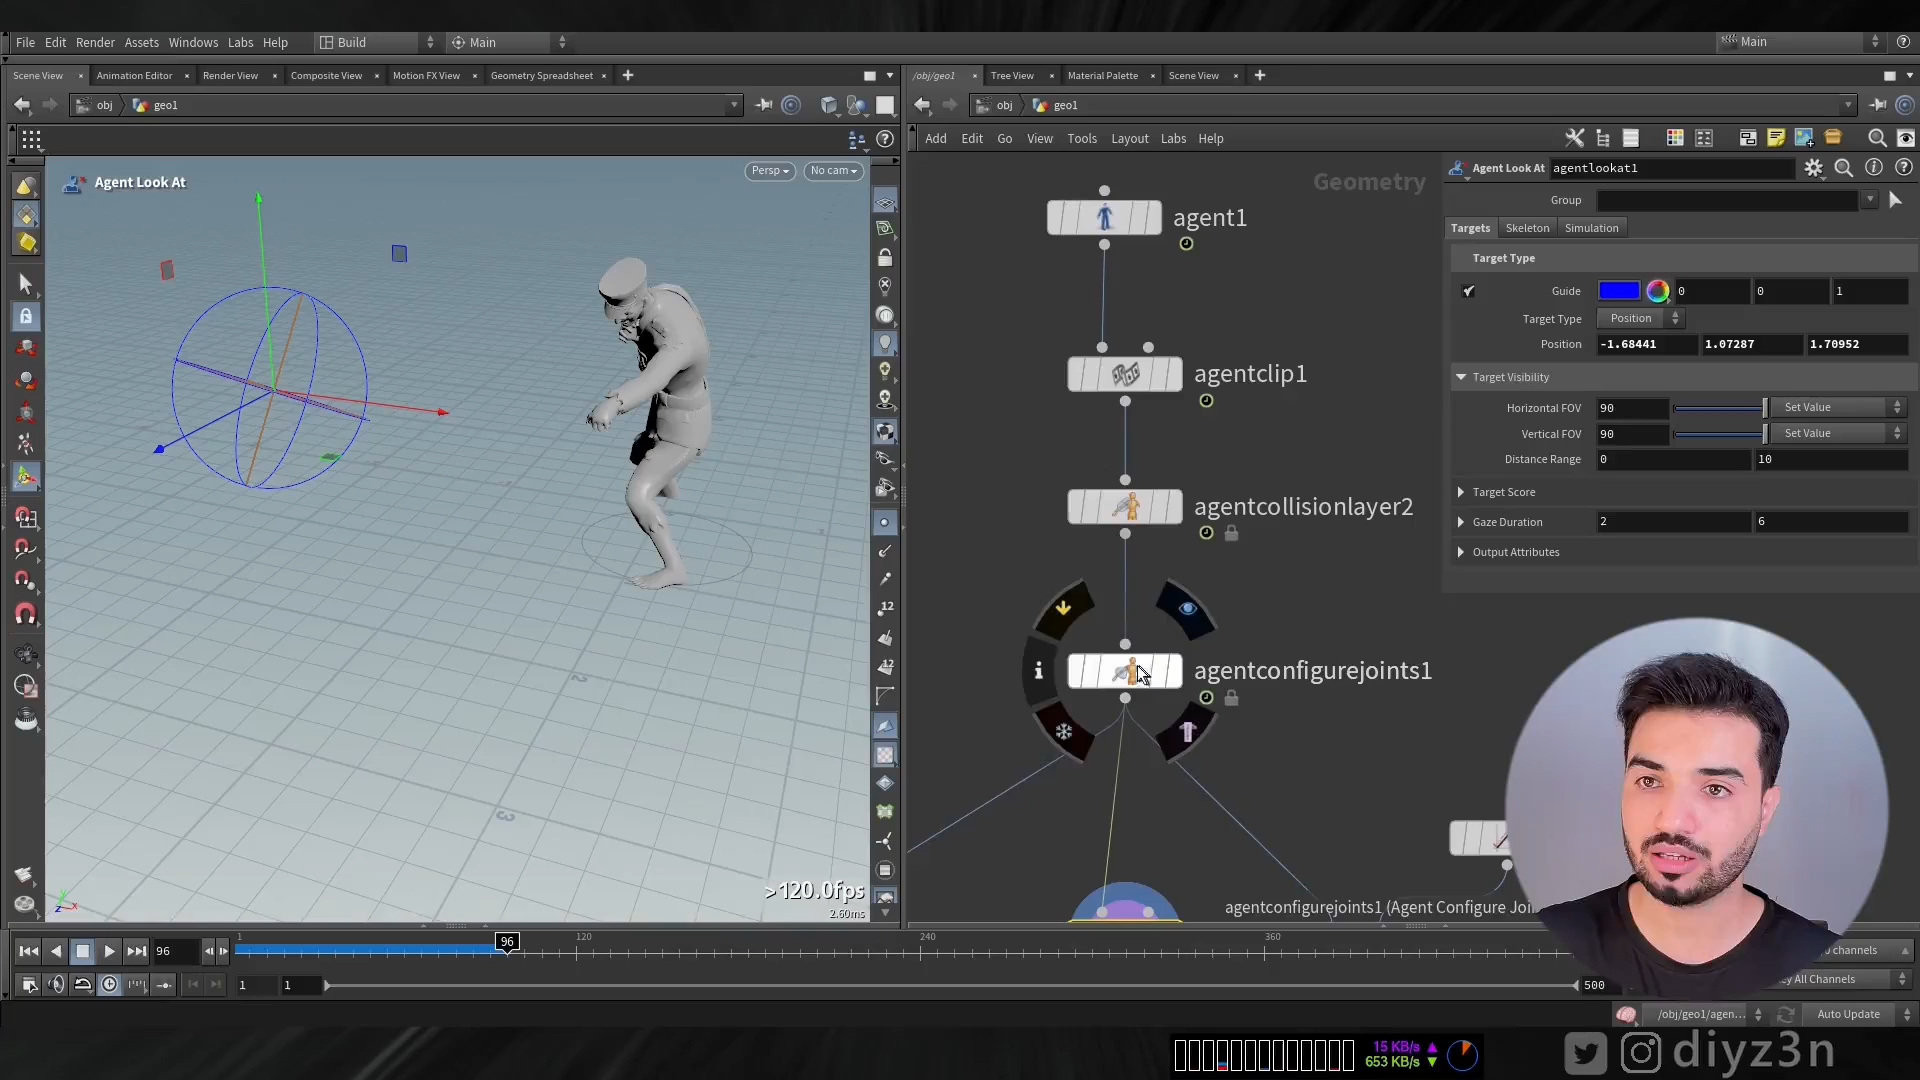 File Edit Render Assets Windows Labs Help Build Main Main
Scene View Animation Editor Render View Composite View Motion FX View Geometry Spreadsheet
/obj/geo1 Tree View Material Palette Scene View
obj geo1
obj geo1
Add Edit Go View Tools Layout Labs Help
Agent Look At
Persp No cam
Geometry
agent1
agentclip1
agentcollisionlayer2
agentconfigurejoints1
agentconfigurejoints1 (Agent Configure Join
Agent Look At agentlookat1
Group
Targets Skeleton Simulation
Target Type
Guide 0 0 1
Target Type Position
Position -1.68441 1.07287 1.70952
Target Visibility
Horizontal FOV 90 Set Value
Vertical FOV 90 Set Value
Distance Range 0 10
Target Score
Gaze Duration 2 6
Output Attributes
12
12
2
3
>120.0fps
2.60ms
y
z x
96 1 96 120 240 360
channels
1 1 500
ey All Channels
/obj/geo1/agen... Auto Update
15 KB/s
653 KB/s
diyz3n